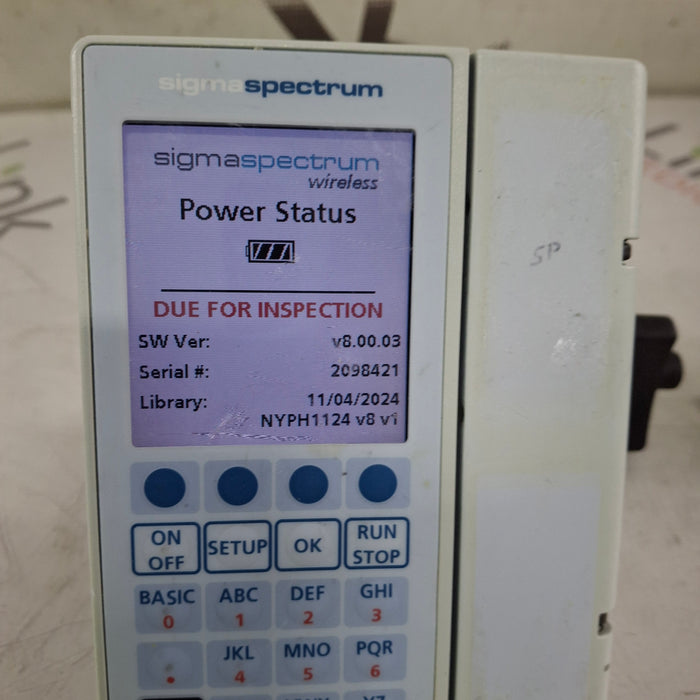 sigmaspectrum
sigmaspectrum
wireless
Power Status
DUE FOR INSPECTION
SW Ver: v8.00.03
Serial #: 2098421
Library: 11/04/2024
NYPH1124 v8 v1
SP
ON OFF
SETUP
OK
RUN STOP
BASIC ABC DEF GHI
0 1 2 3
JKL MNO PQR
. 4 5 6